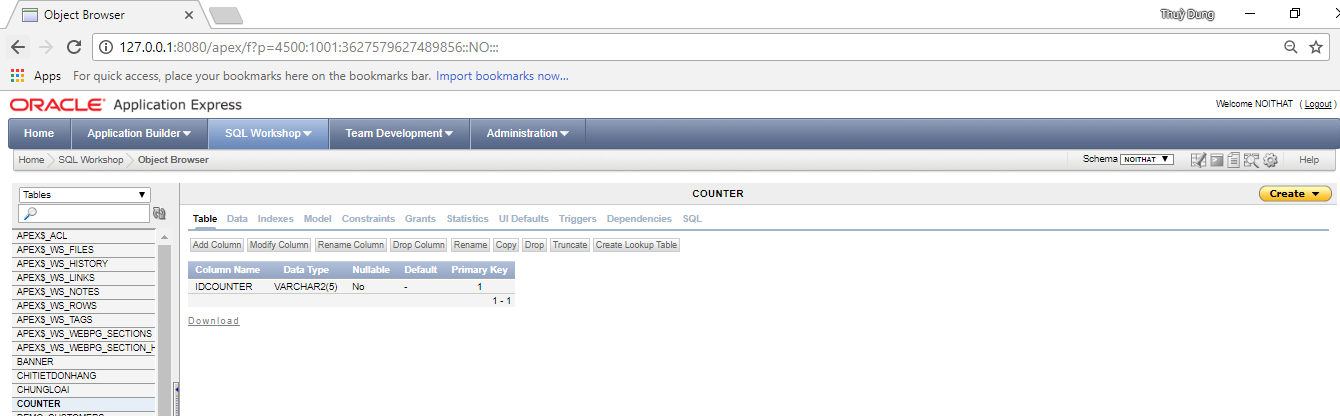 Object Browser
Thuỳ Dung
127.0.0.1:8080/apex/f?p=4500:1001:3627579627489856::NO:::
Apps For quick access, place your bookmarks here on the bookmarks bar. Import bookmarks now...
ORACLE Application Express
Welcome NOITHAT ( Logout )
Home Application Builder SQL Workshop Team Development Administration
Home SQL Workshop Object Browser Schema NOITHAT Help
Tables
COUNTER
Create
Table Data Indexes Model Constraints Grants Statistics UI Defaults Triggers Dependencies SQL
Add Column Modify Column Rename Column Drop Column Rename Copy Drop Truncate Create Lookup Table
Column Name Data Type Nullable Default Primary Key
IDCOUNTER VARCHAR2(5) No - 1
1 - 1
Download
APEX$_ACL
APEX$_WS_FILES
APEX$_WS_HISTORY
APEX$_WS_LINKS
APEX$_WS_NOTES
APEX$_WS_ROWS
APEX$_WS_TAGS
APEX$_WS_WEBPG_SECTIONS
APEX$_WS_WEBPG_SECTION_H
BANNER
CHITIETDONHANG
CHUNGLOAI
COUNTER